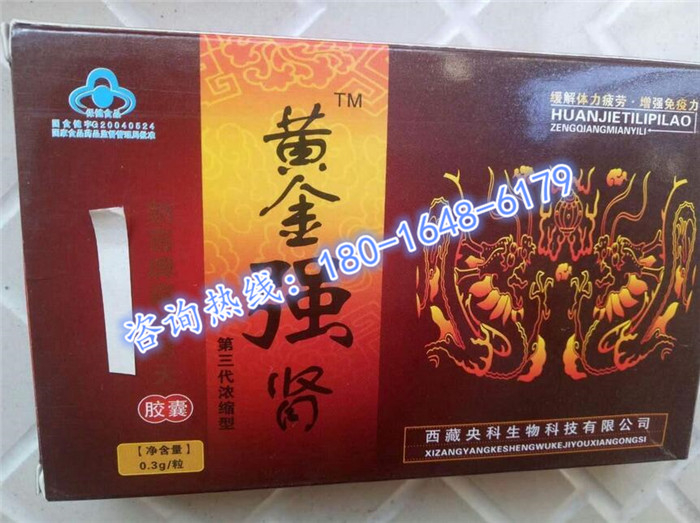 保健食品
国食健字G20040524
国家食品药品监督管理局批准
TM
黄金强肾
第三代浓缩型
胶囊
【净含量】
0.3g/粒
缓解体力疲劳·增强免疫力
HUANJIETILIPILAO
ZENGQIANGMIANYILI
咨询热线:180-1648-6179
西藏央科生物科技有限公司
XIZANGYANGKESHENGWUKEJIYOUXIANGONGSI